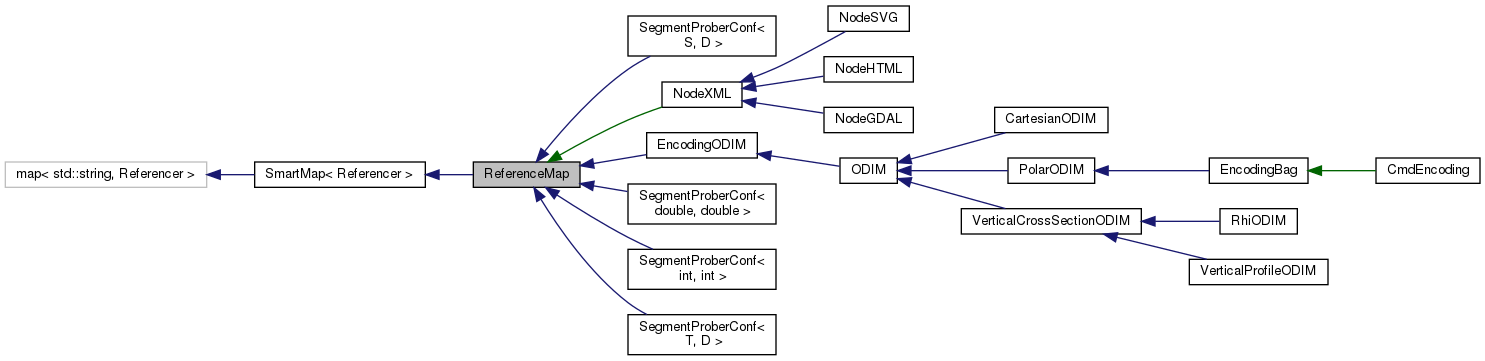 map< std::string, Referencer >
SmartMap< Referencer >
ReferenceMap
SegmentProberConf<
S, D >
NodeXML
NodeSVG
NodeHTML
NodeGDAL
EncodingODIM
ODIM
CartesianODIM
PolarODIM
EncodingBag
CmdEncoding
VerticalCrossSectionODIM
RhiODIM
VerticalProfileODIM
SegmentProberConf<
double, double >
SegmentProberConf<
int, int >
SegmentProberConf<
T, D >